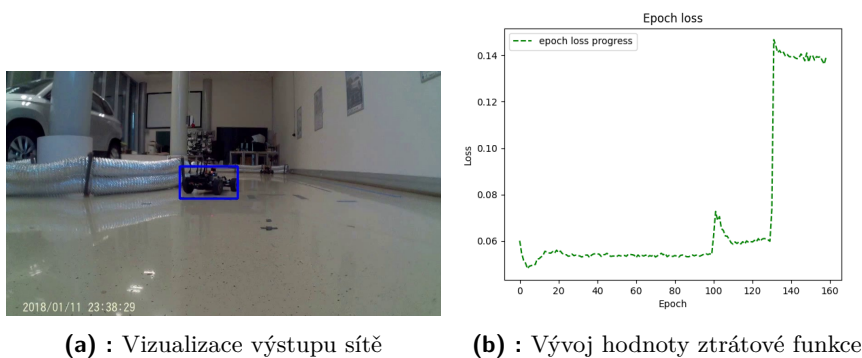 2018/01/11 23:38:29
(a) : Vizualizace výstupu sítě
Epoch loss
epoch loss progress
0.14
0.12
0.10
0.08
0.06
Loss
0 20 40 60 80 100 120 140 160
Epoch
(b) : Vývoj hodnoty ztrátové funkce